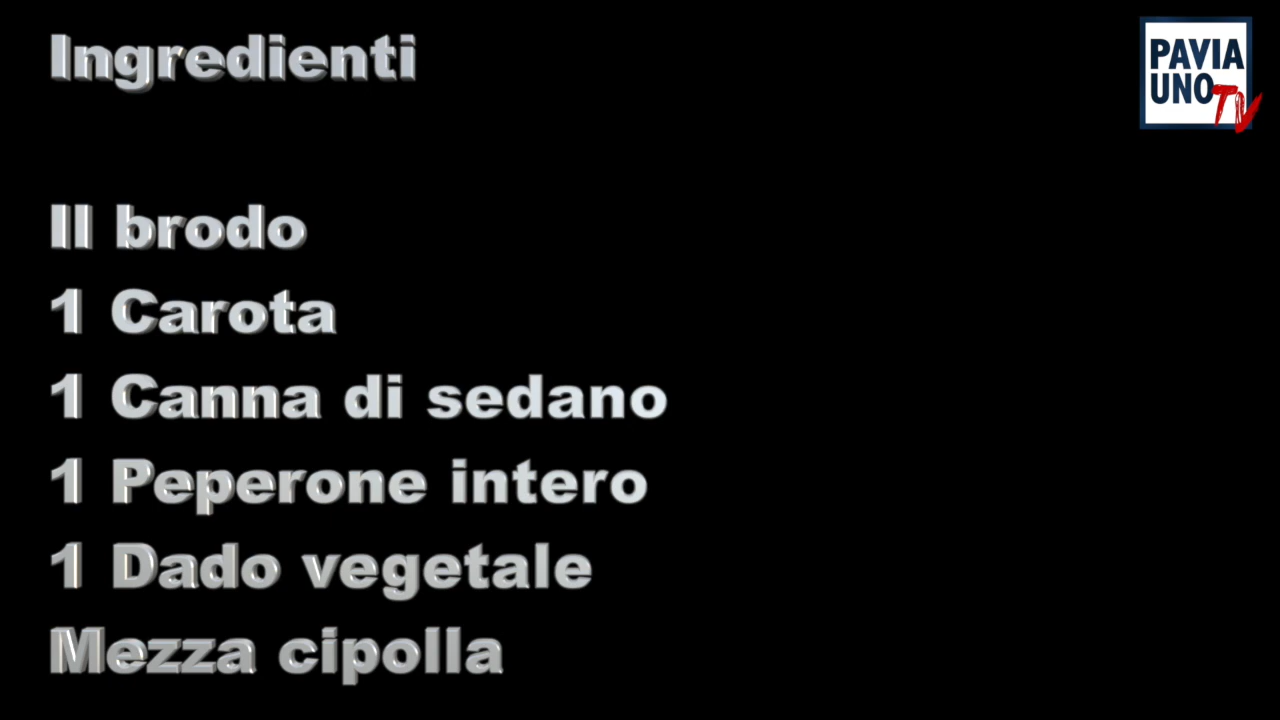 Ingredienti
PAVIA
UNO TV
Il brodo
1 Carota
1 Canna di sedano
1 Peperone intero
1 Dado vegetale
Mezza cipolla